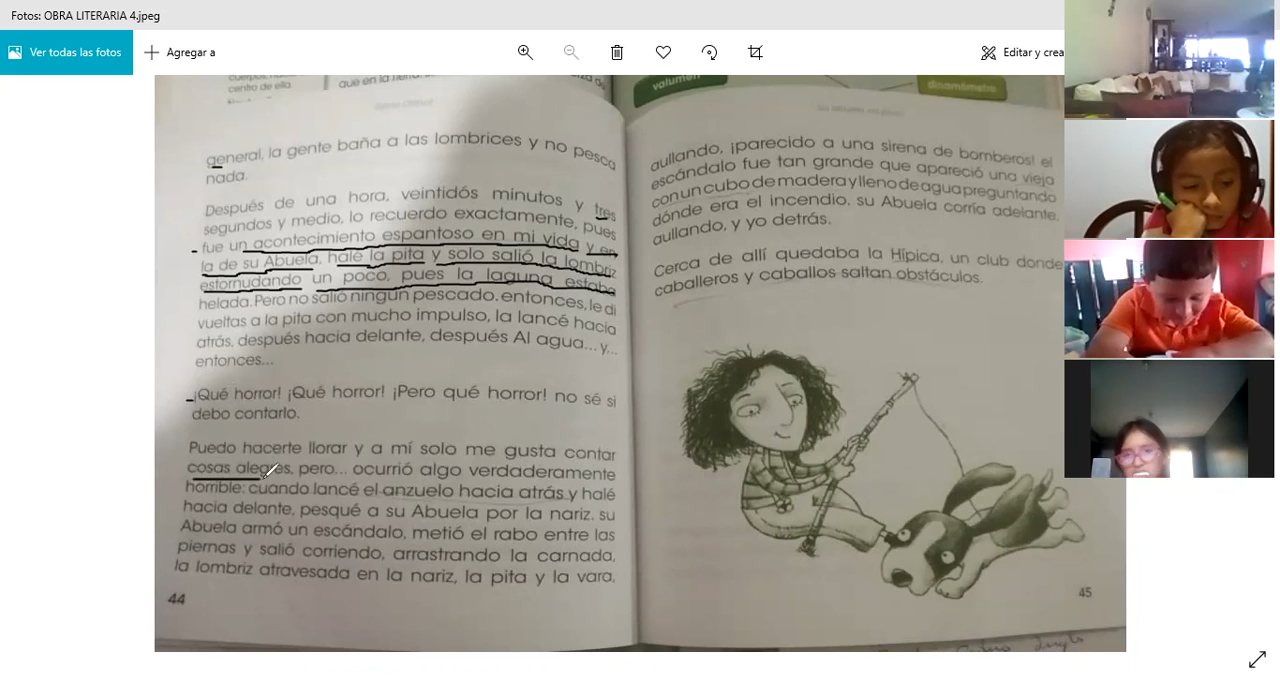 Fotos: OBRA LITERARIA 4.jpeg
Ver todas las fotos
Agregar a
Editar y crea
cuerpos,
centro de ella
que en la
valumen
dinamómetro
general, la gente baña a las lombrices y no pesca
nada.
Después de una hora, veintidós minutos y tres
segundos y medio, lo recuerdo exactamente, pues
fue un acontecimiento espantoso en mi vida y en
la de su Abuela, halé la pita y solo salió la lombriz
estornudando un poco, pues la laguna estaba
helada. Pero no salió ningún pescado. entonces, le di
vueltas a la pita con mucho impulso, la lancé hacia
atrás, después hacia delante, después Al agua... y...
entonces...
¡Qué horror! ¡Qué horror! ¡Pero qué horror! no sé si
debo contarlo.
Puedo hacerte llorar y a mí solo me gusta contar
cosas alegres, pero... ocurrió algo verdaderamente
horrible: cuando lancé el anzuelo hacia atrás y halé
hacia delante, pesqué a su Abuela por la nariz. su
Abuela armó un escándalo, metió el rabo entre las
piernas y salió corriendo, arrastrando la carnada,
la lombriz atravesada en la nariz, la pita y la vara,
44
aullando, ¡parecido a una sirena de bomberos! el
escándalo fue tan grande que apareció una vieja
con un cubo de madera y lleno de agua preguntando
dónde era el incendio. su Abuela corría adelante,
aullando, y yo detrás.
Cerca de allí quedaba la Hípica, un club donde
caballeros y caballos saltan obstáculos.
45